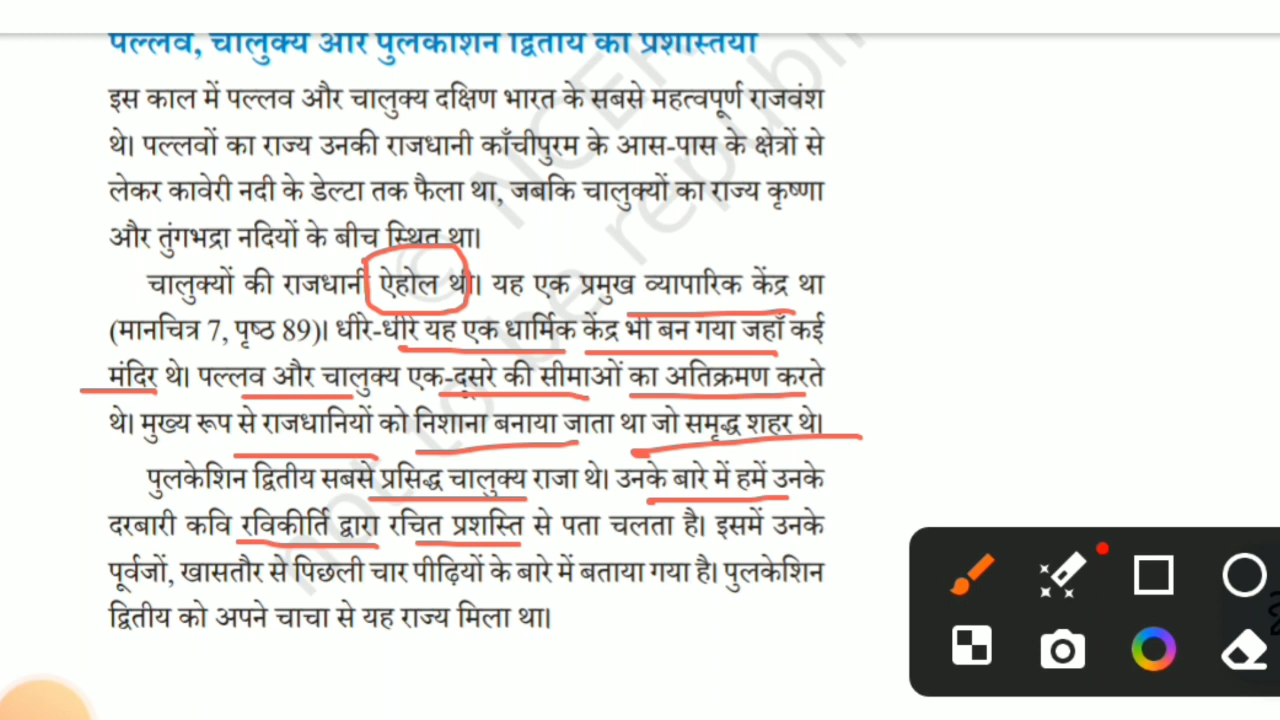 पल्लव, चालुक्य और पुलकेशिन द्वितीय की प्रशस्तियाँ
इस काल में पल्लव और चालुक्य दक्षिण भारत के सबसे महत्वपूर्ण राजवंश
थे। पल्लवों का राज्य उनकी राजधानी काँचीपुरम के आस-पास के क्षेत्रों से
लेकर कावेरी नदी के डेल्टा तक फैला था, जबकि चालुक्यों का राज्य कृष्णा
और तुंगभद्रा नदियों के बीच स्थित था।
चालुक्यों की राजधानी ऐहोल थी। यह एक प्रमुख व्यापारिक केंद्र था
(मानचित्र 7, पृष्ठ 89)। धीरे-धीरे यह एक धार्मिक केंद्र भी बन गया जहाँ कई
मंदिर थे। पल्लव और चालुक्य एक-दूसरे की सीमाओं का अतिक्रमण करते
थे। मुख्य रूप से राजधानियों को निशाना बनाया जाता था जो समृद्ध शहर थे।
पुलकेशिन द्वितीय सबसे प्रसिद्ध चालुक्य राजा थे। उनके बारे में हमें उनके
दरबारी कवि रविकीर्ति द्वारा रचित प्रशस्ति से पता चलता है। इसमें उनके
पूर्वजों, खासतौर से पिछली चार पीढ़ियों के बारे में बताया गया है। पुलकेशिन
द्वितीय को अपने चाचा से यह राज्य मिला था।
not to be republi